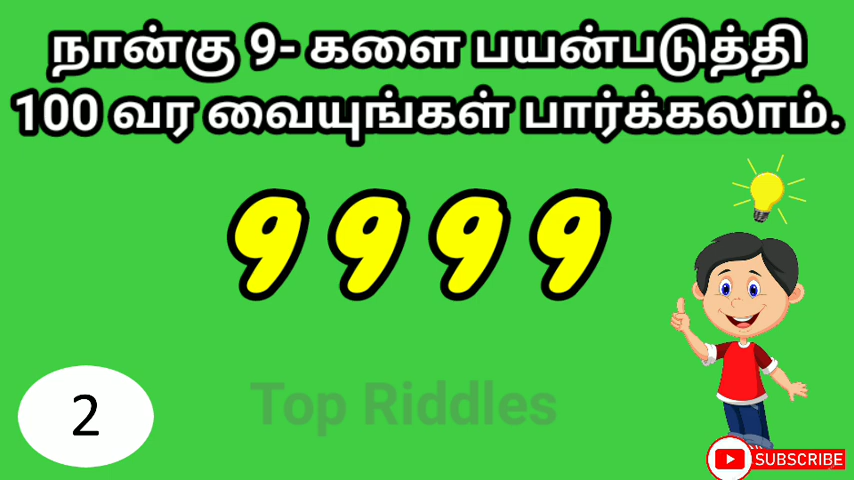 நான்கு 9- களை பயன்படுத்தி
100 வர வையுங்கள் பார்க்கலாம்.
9 9 9 9
2
Top Riddles
SUBSCRIBE